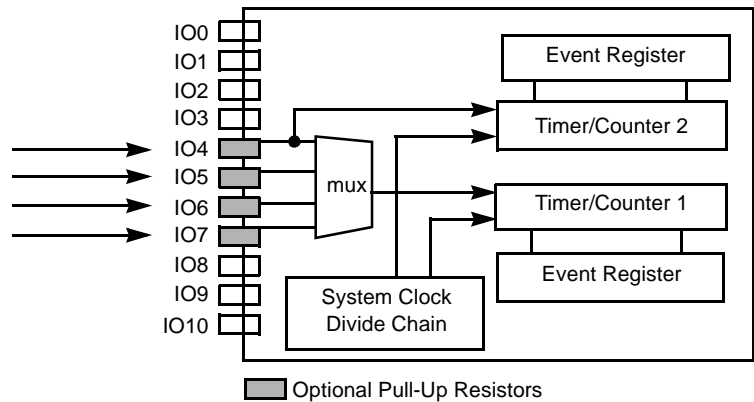 IO0
IO1
IO2
IO3
IO4
IO5
IO6
IO7
IO8
IO9
IO10
mux
Event Register
Timer/Counter 2
Timer/Counter 1
Event Register
System Clock
Divide Chain
Optional Pull-Up Resistors